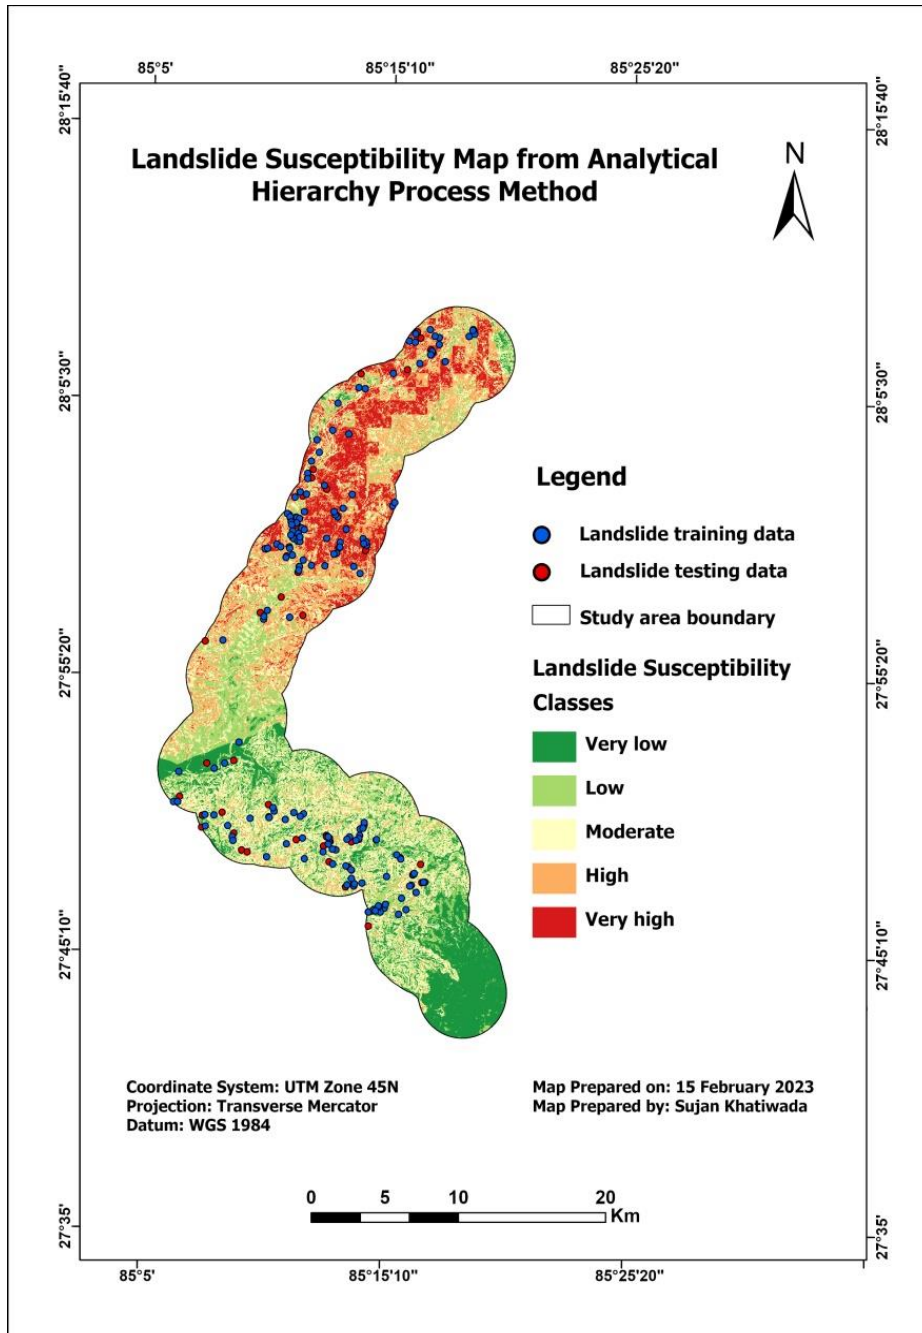 85°5' 85°15'10" 85°25'20"
28°15'40" 28°15'40"
Landslide Susceptibility Map from Analytical
Hierarchy Process Method
N
28°5'30" 28°5'30"
Legend
Landslide training data
Landslide testing data
Study area boundary
27°55'20" 27°55'20"
Landslide Susceptibility
Classes
Very low
Low
Moderate
High
Very high
27°45'10" 27°45'10"
Coordinate System: UTM Zone 45N
Projection: Transverse Mercator
Datum: WGS 1984
Map Prepared on: 15 February 2023
Map Prepared by: Sujan Khatiwada
0 5 10 20
Km
27°35' 27°35'
85°5' 85°15'10" 85°25'20"